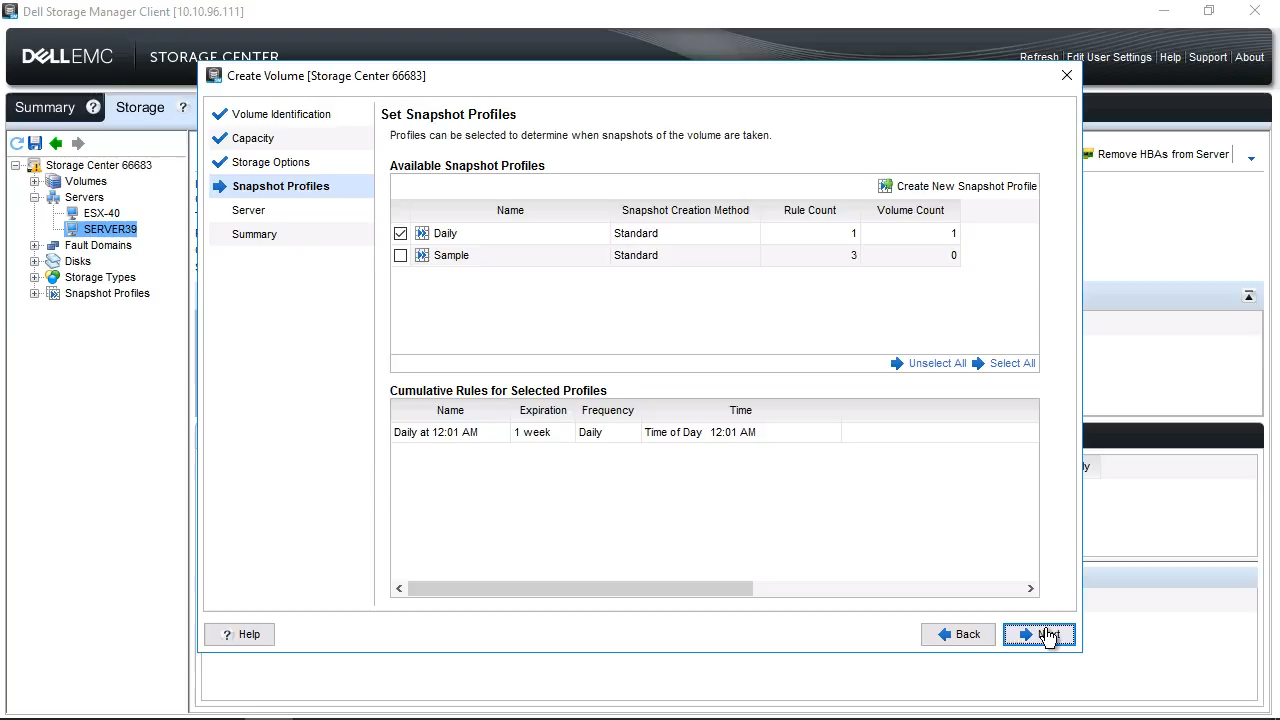 Dell Storage Manager Client [10.10.96.111]
DELLEMC STORAGE CENTER
Refresh | Edit User Settings | Help | Support | About
Create Volume [Storage Center 66683]
Summary ? Storage ?
Storage Center 66683
Volumes
Servers
ESX-40
SERVER39
Fault Domains
Disks
Storage Types
Snapshot Profiles
Remove HBAs from Server
Volume Identification
Capacity
Storage Options
Snapshot Profiles
Server
Summary
Set Snapshot Profiles
Profiles can be selected to determine when snapshots of the volume are taken.
Available Snapshot Profiles
Create New Snapshot Profile
Name Snapshot Creation Method Rule Count Volume Count
Daily Standard 1 1
Sample Standard 3 0
Unselect All Select All
Cumulative Rules for Selected Profiles
Name Expiration Frequency Time
Daily at 12:01 AM 1 week Daily Time of Day 12:01 AM
? Help
Back
Next